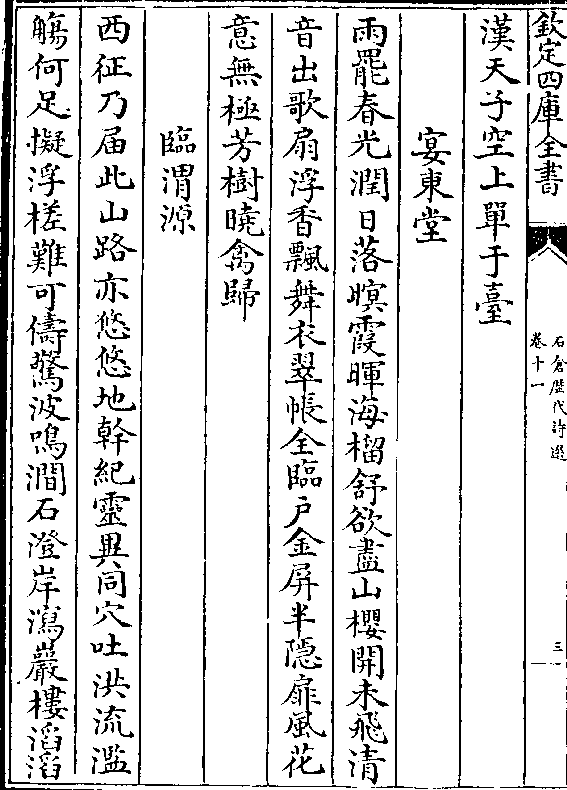 欽定四庫全書
石倉歴代詩選
卷十一
三
漢天子空上單于臺
宴東堂
雨罷春光潤日落暝霞暉海榴舒欲盡山櫻開未飛清
音出歌扇浮香飄舞衣翠帳全臨户金屏半隱扉風花
意無極芳樹曉禽歸
臨渭源
西征乃届此山路亦悠悠地幹紀靈異同穴吐洪流濫
觴何足擬浮槎難可儔驚波鳴澗石澄岸瀉巖樓滔滔